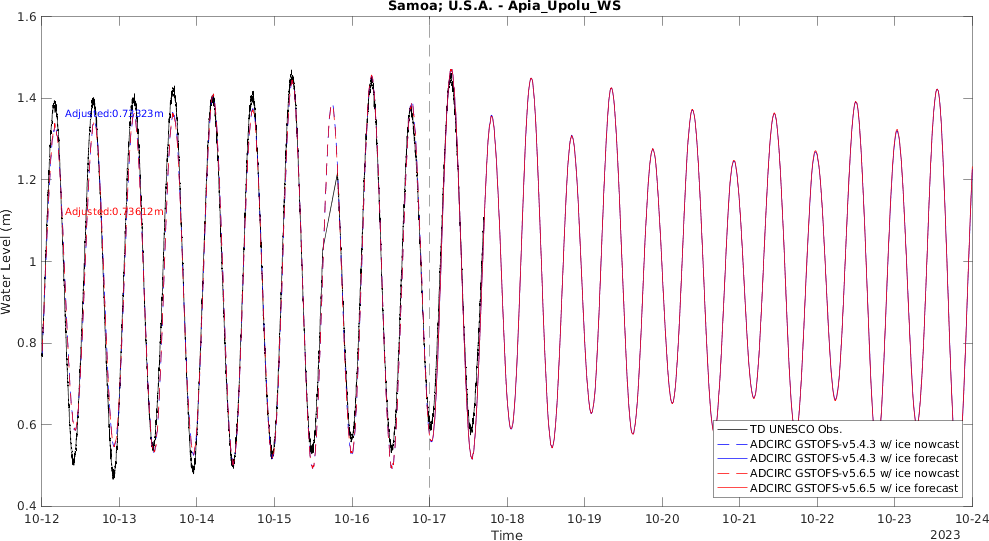 Samoa; U.S.A. - Apia_Upolu_WS
1.6
1.4
1.2
1
0.8
0.6
0.4
Water Level (m)
Adjusted:0.73323m
Adjusted:0.73612m
TD UNESCO Obs.
ADCIRC GSTOFS-v5.4.3 w/ ice nowcast
ADCIRC GSTOFS-v5.4.3 w/ ice forecast
ADCIRC GSTOFS-v5.6.5 w/ ice nowcast
ADCIRC GSTOFS-v5.6.5 w/ ice forecast
10-12 10-13 10-14 10-15 10-16 10-17 10-18 10-19 10-20 10-21 10-22 10-23 10-24
Time
2023